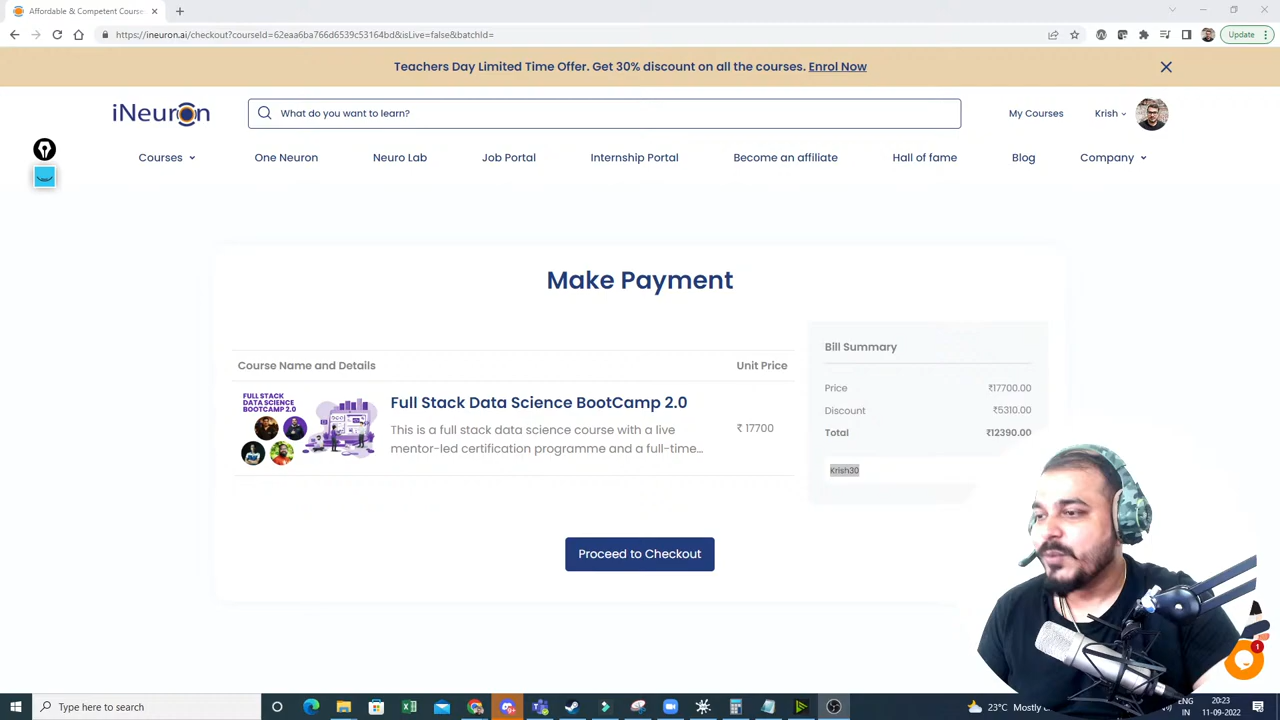 Affordable & Competent Course
https://ineuron.ai/checkout?courseId=62eaa6ba766d6539c53164bd&isLive=false&batchId=
Update
Teachers Day Limited Time Offer. Get 30% discount on all the courses. Enrol Now
iNeuron
What do you want to learn?
My Courses
Krish
Courses
One Neuron
Neuro Lab
Job Portal
Internship Portal
Become an affiliate
Hall of fame
Blog
Company
Make Payment
Course Name and Details
Unit Price
FULL STACK
DATA SCIENCE
BOOTCAMP 2.0
Full Stack Data Science BootCamp 2.0
This is a full stack data science course with a live
mentor-led certification programme and a full-time...
₹ 17700
Bill Summary
Price ₹17700.00
Discount ₹5310.00
Total ₹12390.00
Krish30
Proceed to Checkout
1
Type here to search
23°C Mostly c
ENG
IN
20:23
11-09-2022